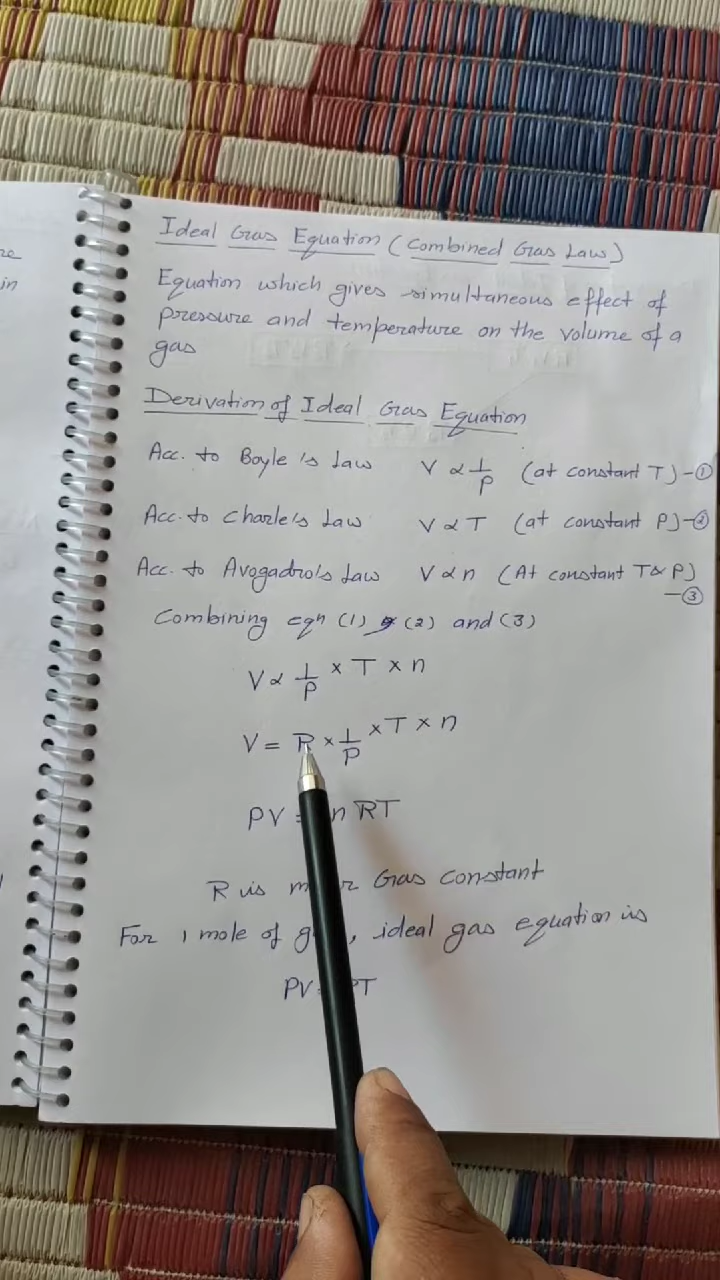 re
in
Ideal Gas Equation (Combined Gas Law)
Equation which gives simultaneous effect of
pressure and temperature on the volume of a
gas
Derivation of Ideal Gas Equation
Acc. to Boyle's Law V ∝ 1/P (at constant T) -①
Acc. to Charle's Law V ∝ T (at constant P) -②
Acc. to Avogadro's Law V ∝ n (At constant T & P)
-③
Combining eqn (1), (2) and (3)
V ∝ 1/P × T × n
V = R × 1/P × T × n
PV = n RT
R is Gas constant
For 1 mole of , ideal gas equation is
PV = RT